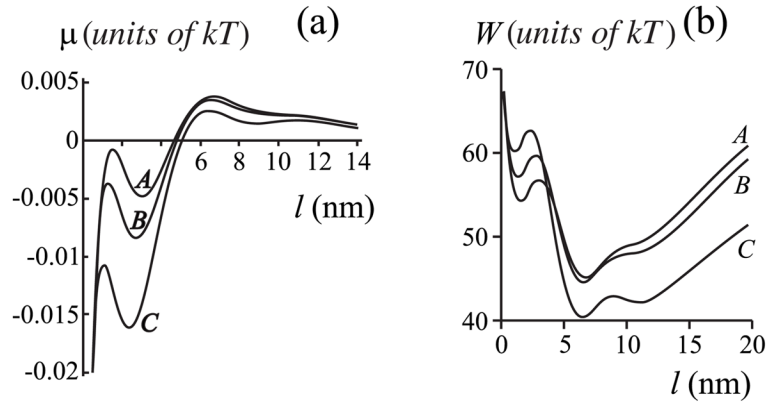 μ (units of kT) (a)
0.005
0
-0.005
-0.01
-0.015
-0.02
6 8 10 12 14
l (nm)
A
B
C
W (units of kT) (b)
70
60
50
40
0 5 10 15 20
l (nm)
A
B
C